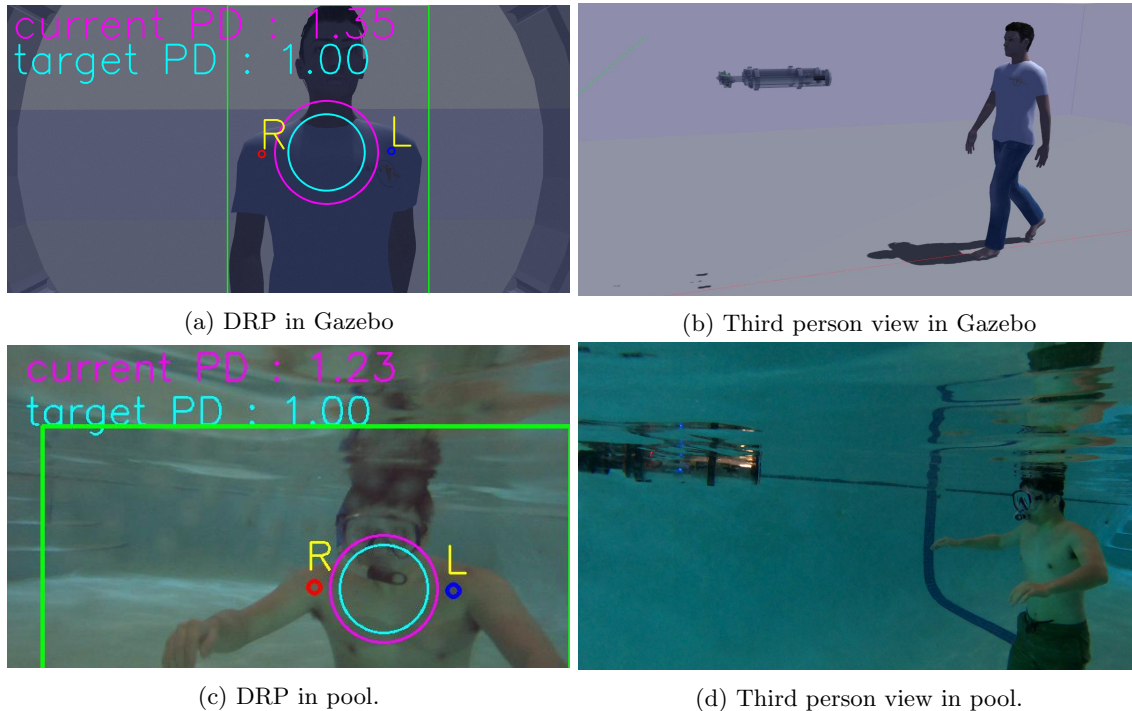 current PD : 1.35
target PD : 1.00
R
L
(a) DRP in Gazebo
(b) Third person view in Gazebo
current PD : 1.23
target PD : 1.00
R
L
(c) DRP in pool.
(d) Third person view in pool.